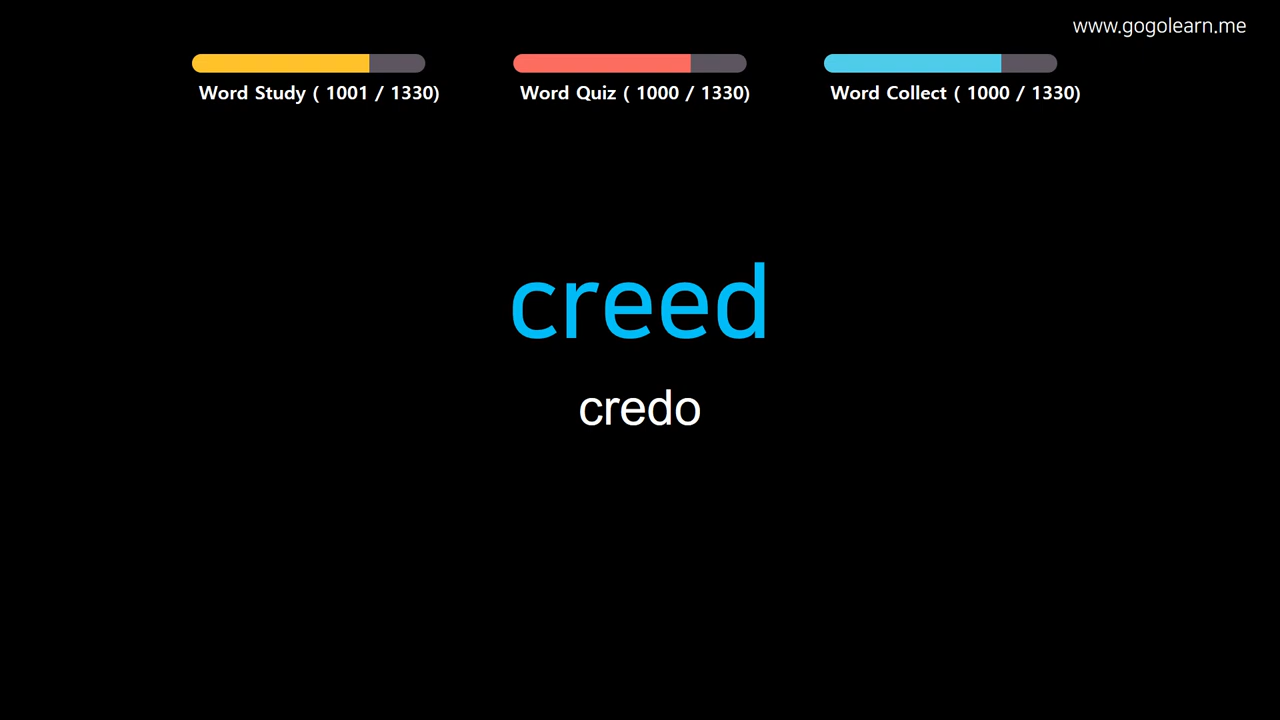 www.gogolearn.me
Word Study ( 1001 / 1330)
Word Quiz ( 1000 / 1330)
Word Collect ( 1000 / 1330)
creed
credo